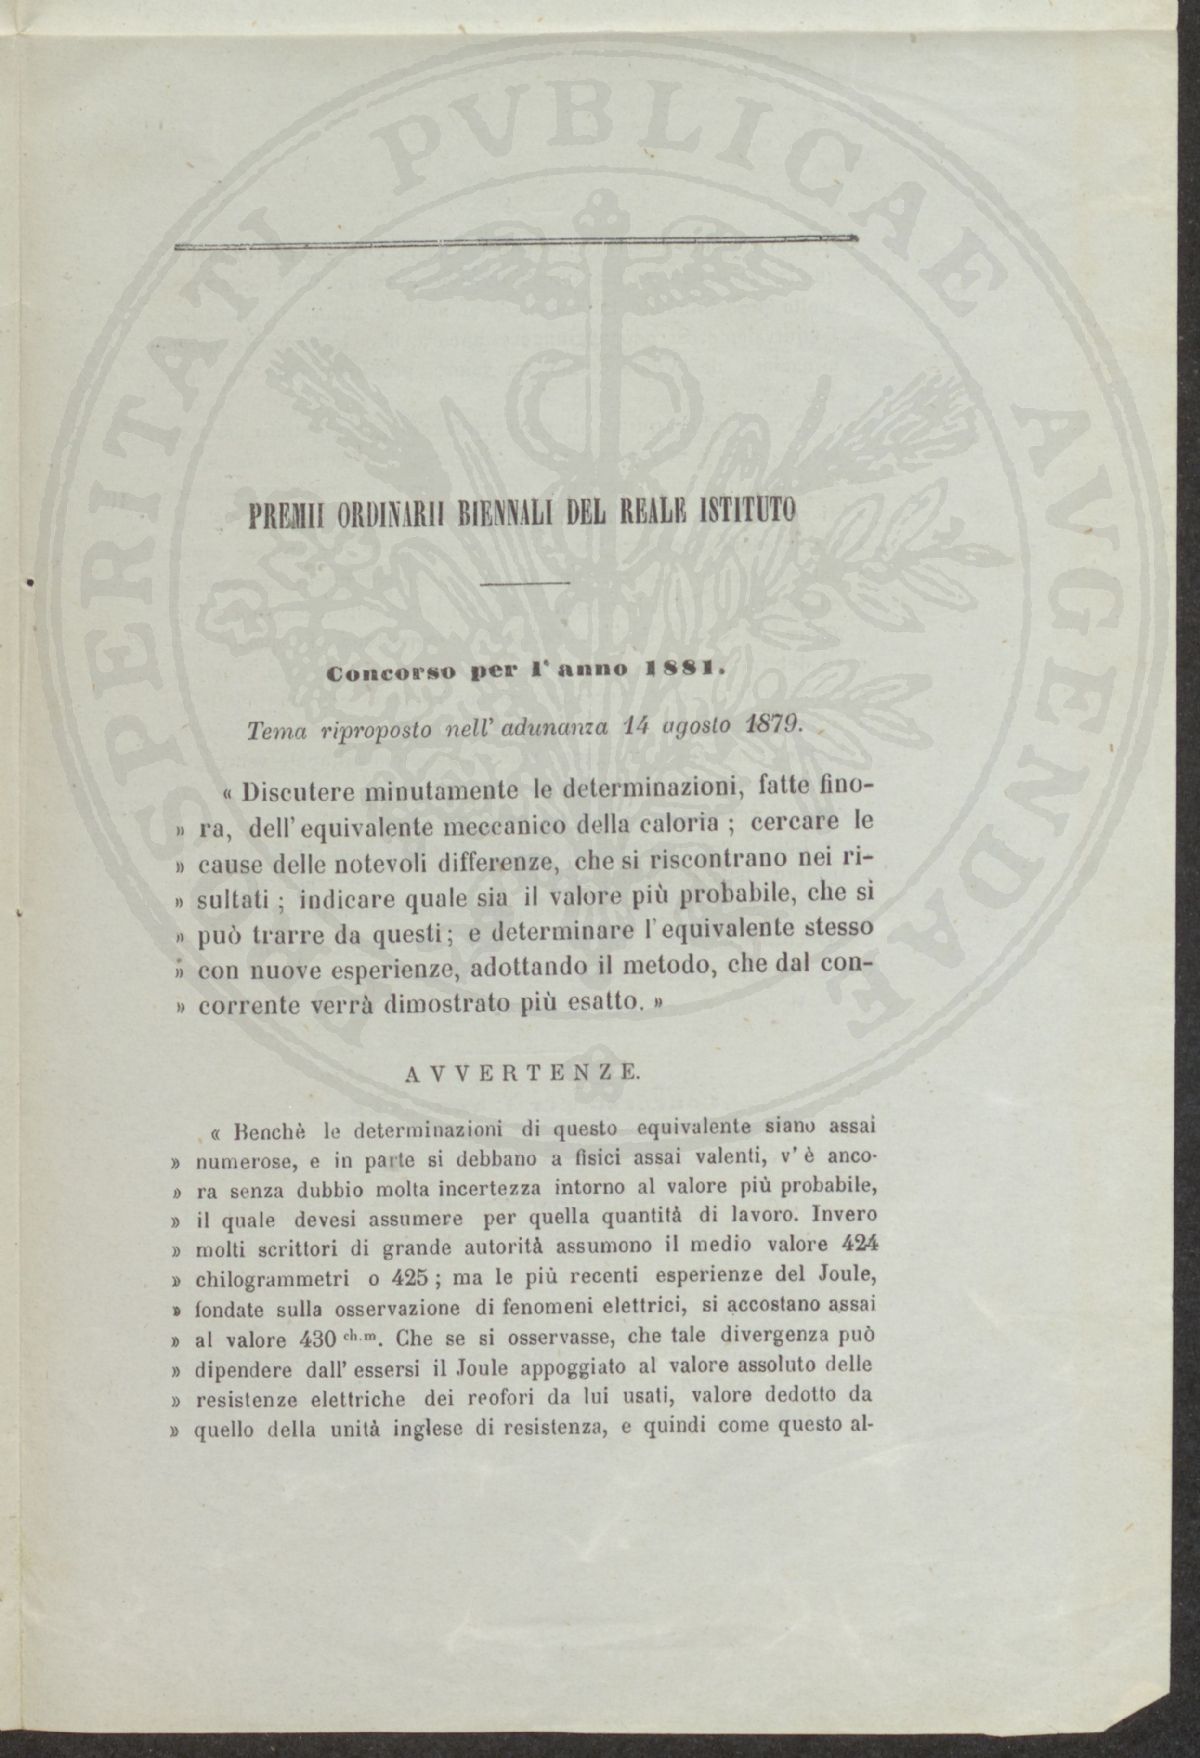 PROSPERITATI PVBLICAE AVGENDAE
PREMII ORDINARII BIENNALI DEL REALE ISTITUTO
Concorso per l'anno 1881.
Tema riproposto nell' adunanza 14 agosto 1879.
« Discutere minutamente le determinazioni, fatte fino-
» ra, dell'equivalente meccanico della caloria ; cercare le
» cause delle notevoli differenze, che si riscontrano nei ri-
» sultati ; indicare quale sia il valore più probabile, che si
» può trarre da questi ; e determinare l'equivalente stesso
» con nuove esperienze, adottando il metodo, che dal con-
» corrente verrà dimostrato più esatto. »
AVVERTENZE.
« Benchè le determinazioni di questo equivalente siano assai
» numerose, e in parte si debbano a fisici assai valenti, v' è anco-
» ra senza dubbio molta incertezza intorno al valore più probabile,
» il quale devesi assumere per quella quantità di lavoro. Invero
» molti scrittori di grande autorità assumono il medio valore 424
» chilogrammetri o 425 ; ma le più recenti esperienze del Joule,
» fondate sulla osservazione di fenomeni elettrici, si accostano assai
» al valore 430 ch.m. Che se si osservasse, che tale divergenza può
» dipendere dall' essersi il Joule appoggiato al valore assoluto delle
» resistenze elettriche dei reofori da lui usati, valore dedotto da
» quello della unità inglese di resistenza, e quindi come questo al-